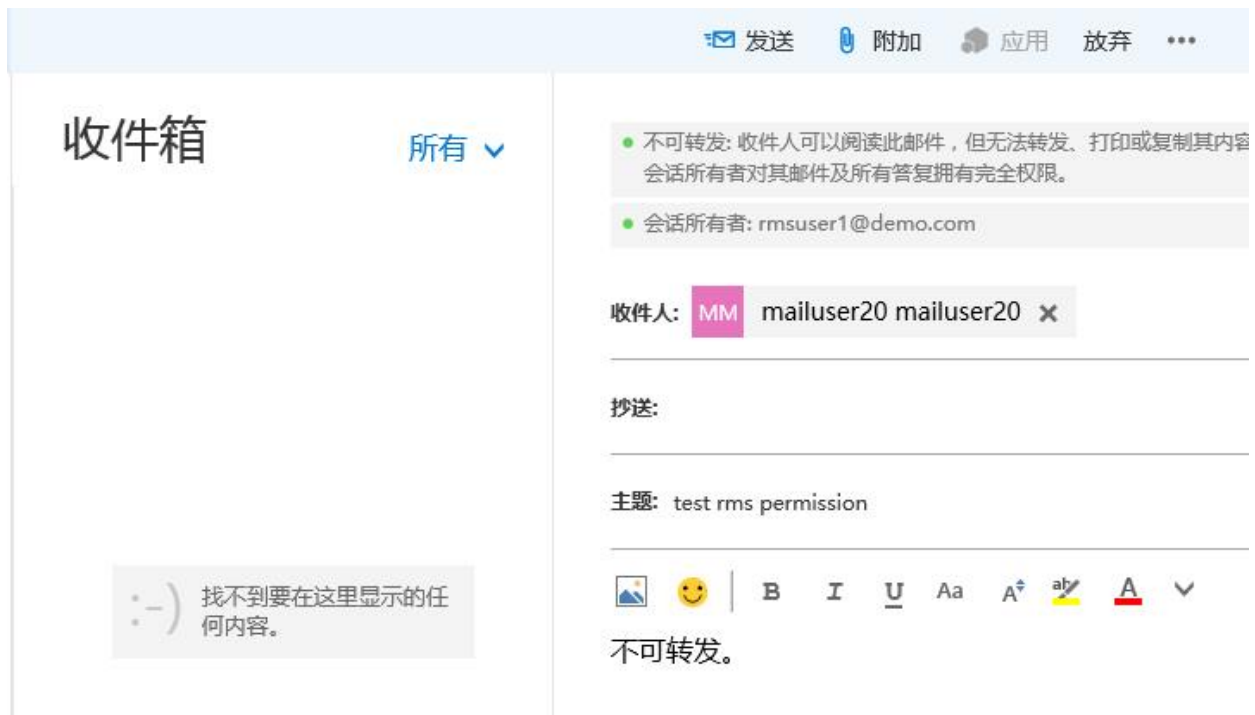 发送 附加 应用 放弃 •••
收件箱
所有
不可转发: 收件人可以阅读此邮件，但无法转发、打印或复制其内容
会话所有者对其邮件及所有答复拥有完全权限。
会话所有者: rmsuser1@demo.com
收件人: MM mailuser20 mailuser20
抄送:
主题: test rms permission
:-) 找不到要在这里显示的任
何内容。
B I U Aa A ab A
不可转发。